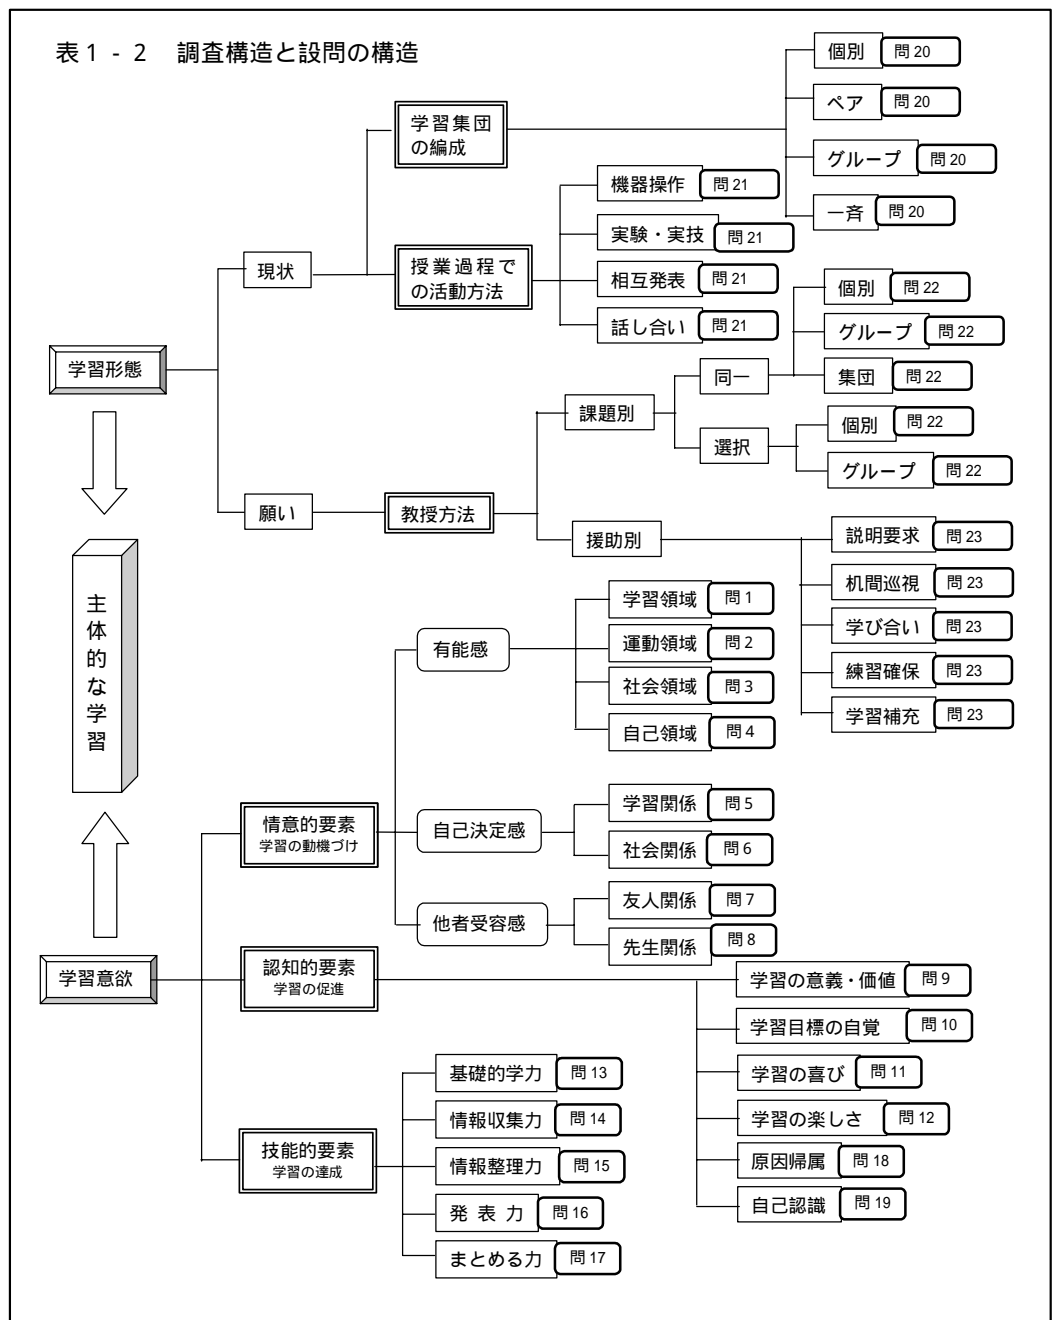 表1-2 調査構造と設問の構造
個別 問20
ペア 問20
グループ 問20
一斉 問20
学習集団
の編成
機器操作 問21
実験・実技 問21
相互発表 問21
話し合い 問21
授業過程で
の活動方法
現状
学習形態
個別 問22
グループ 問22
集団 問22
同一
課題別
選択
個別 問22
グループ 問22
願い
教授方法
援助別
説明要求 問23
机間巡視 問23
学び合い 問23
練習確保 問23
学習補充 問23
主体的な学習
有能感
学習領域 問1
運動領域 問2
社会領域 問3
自己領域 問4
情意的要素
学習の動機づけ
自己決定感
学習関係 問5
社会関係 問6
他者受容感
友人関係 問7
先生関係 問8
学習意欲
認知的要素
学習の促進
学習の意義・価値 問9
学習目標の自覚 問10
学習の喜び 問11
学習の楽しさ 問12
原因帰属 問18
自己認識 問19
技能的要素
学習の達成
基礎的学力 問13
情報収集力 問14
情報整理力 問15
発表力 問16
まとめる力 問17